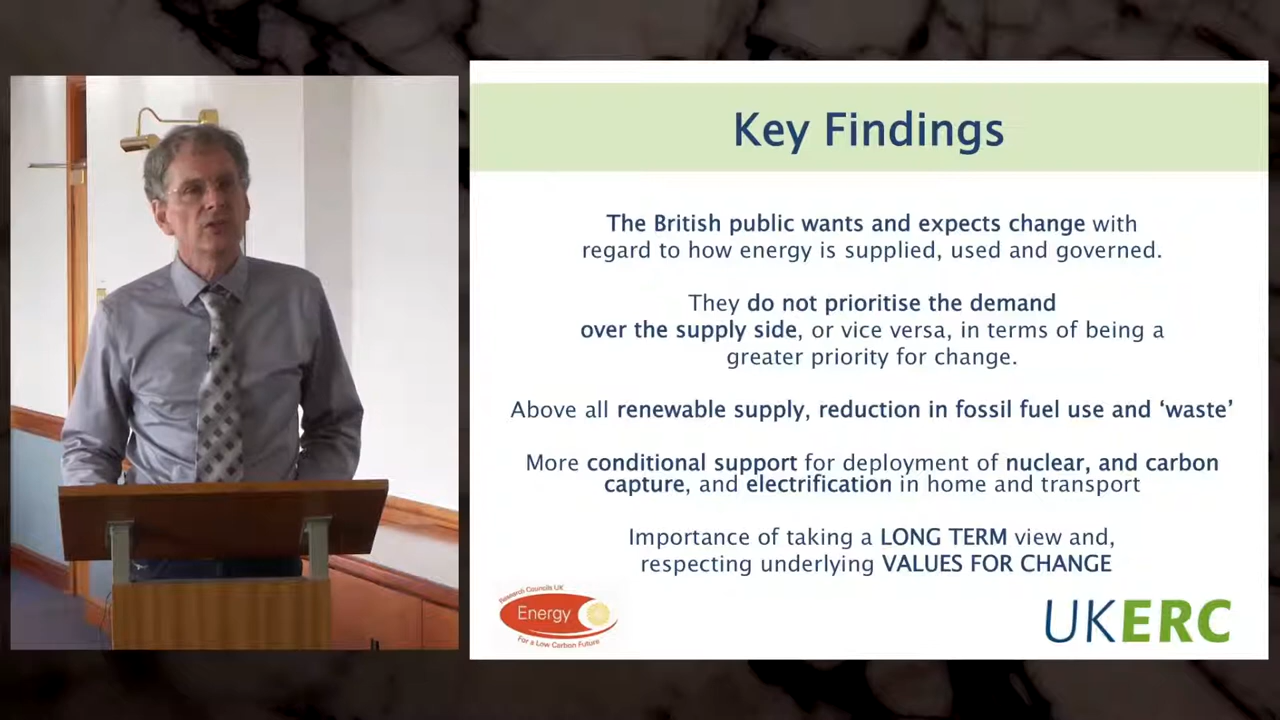 Key Findings
The British public wants and expects change with
regard to how energy is supplied, used and governed.
They do not prioritise the demand
over the supply side, or vice versa, in terms of being a
greater priority for change.
Above all renewable supply, reduction in fossil fuel use and ‘waste’
More conditional support for deployment of nuclear, and carbon
capture, and electrification in home and transport
Importance of taking a LONG TERM view and,
respecting underlying VALUES FOR CHANGE
Research Councils UK
Energy
For a Low Carbon Future
UKERC